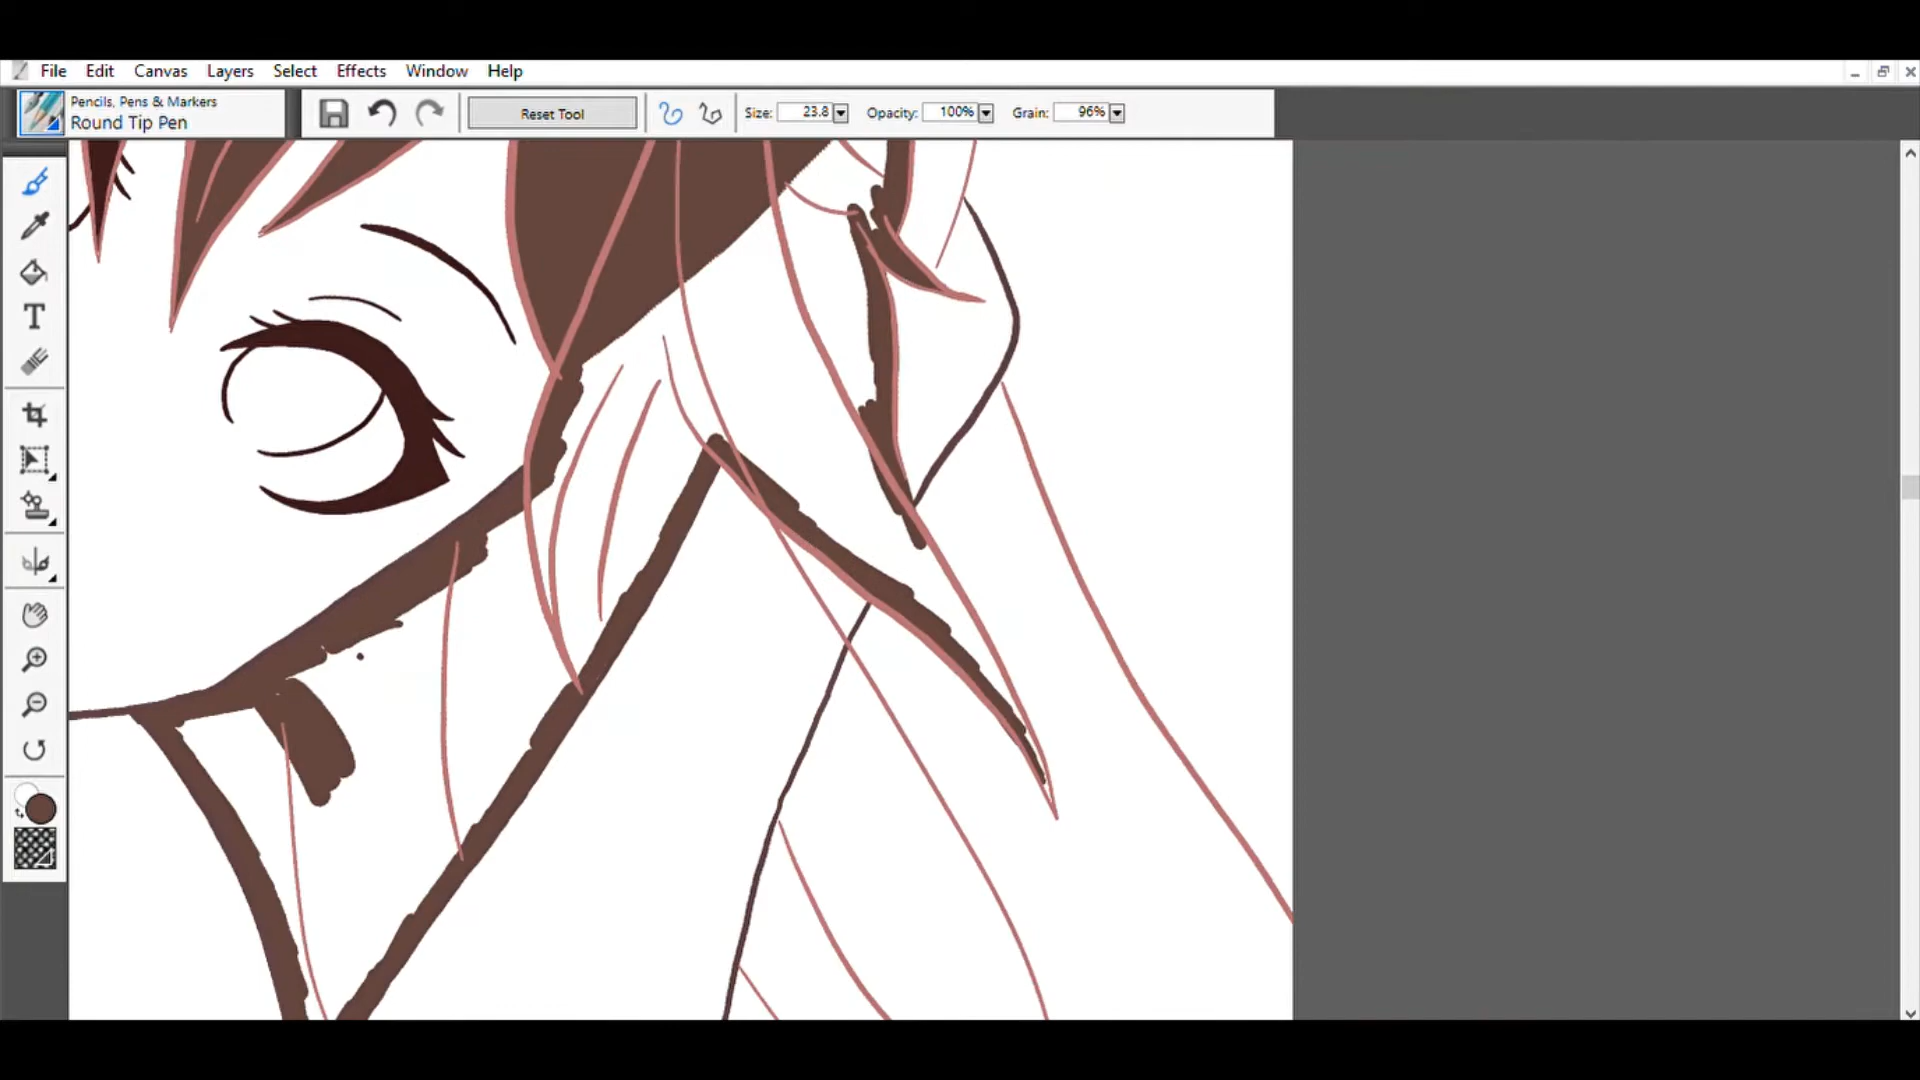 File Edit Canvas Layers Select Effects Window Help
Pencils, Pens & Markers
Round Tip Pen
Reset Tool Size: 23.8 Opacity: 100% Grain: 96%